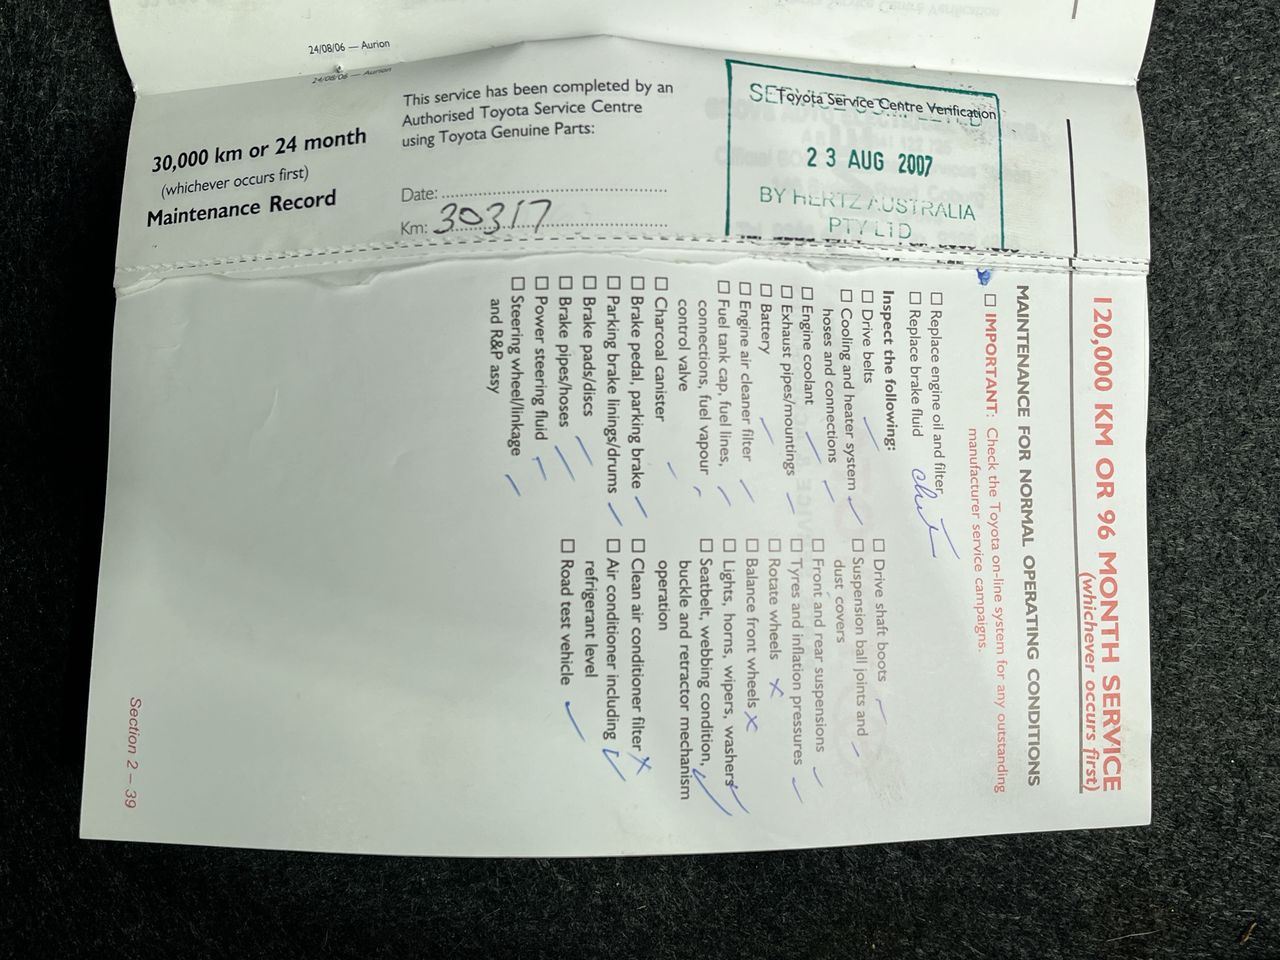 24/08/06 — Aurion
24/08/06 — Aurion
30,000 km or 24 month
(whichever occurs first)
Maintenance Record
This service has been completed by an
Authorised Toyota Service Centre
using Toyota Genuine Parts:
Date:
Km: 30317
Toyota Service Centre Verification
SERVICE COMPLETED
23 AUG 2007
BY HERTZ AUSTRALIA
PTY LTD
120,000 KM OR 96 MONTH SERVICE
(whichever occurs first)
MAINTENANCE FOR NORMAL OPERATING CONDITIONS
☐ IMPORTANT: Check the Toyota on-line system for any outstanding
manufacturer service campaigns.
☐ Replace engine oil and filter
☐ Replace brake fluid
Inspect the following:
☐ Drive belts
☐ Cooling and heater system
hoses and connections
☐ Engine coolant
☐ Exhaust pipes/mountings
☐ Battery
☐ Engine air cleaner filter
☐ Fuel tank cap, fuel lines,
connections, fuel vapour
control valve
☐ Charcoal canister
☐ Brake pedal, parking brake
☐ Parking brake linings/drums
☐ Brake pads/discs
☐ Brake pipes/hoses
☐ Power steering fluid
☐ Steering wheel/linkage
and R&P assy
☐ Drive shaft boots
☐ Suspension ball joints and
dust covers
☐ Front and rear suspensions
☐ Tyres and inflation pressures
☐ Rotate wheels X
☐ Balance front wheels X
☐ Lights, horns, wipers, washers
☐ Seatbelt, webbing condition,
buckle and retractor mechanism
operation
☐ Clean air conditioner filter X
☐ Air conditioner including
refrigerant level
☐ Road test vehicle
Section 2 – 39